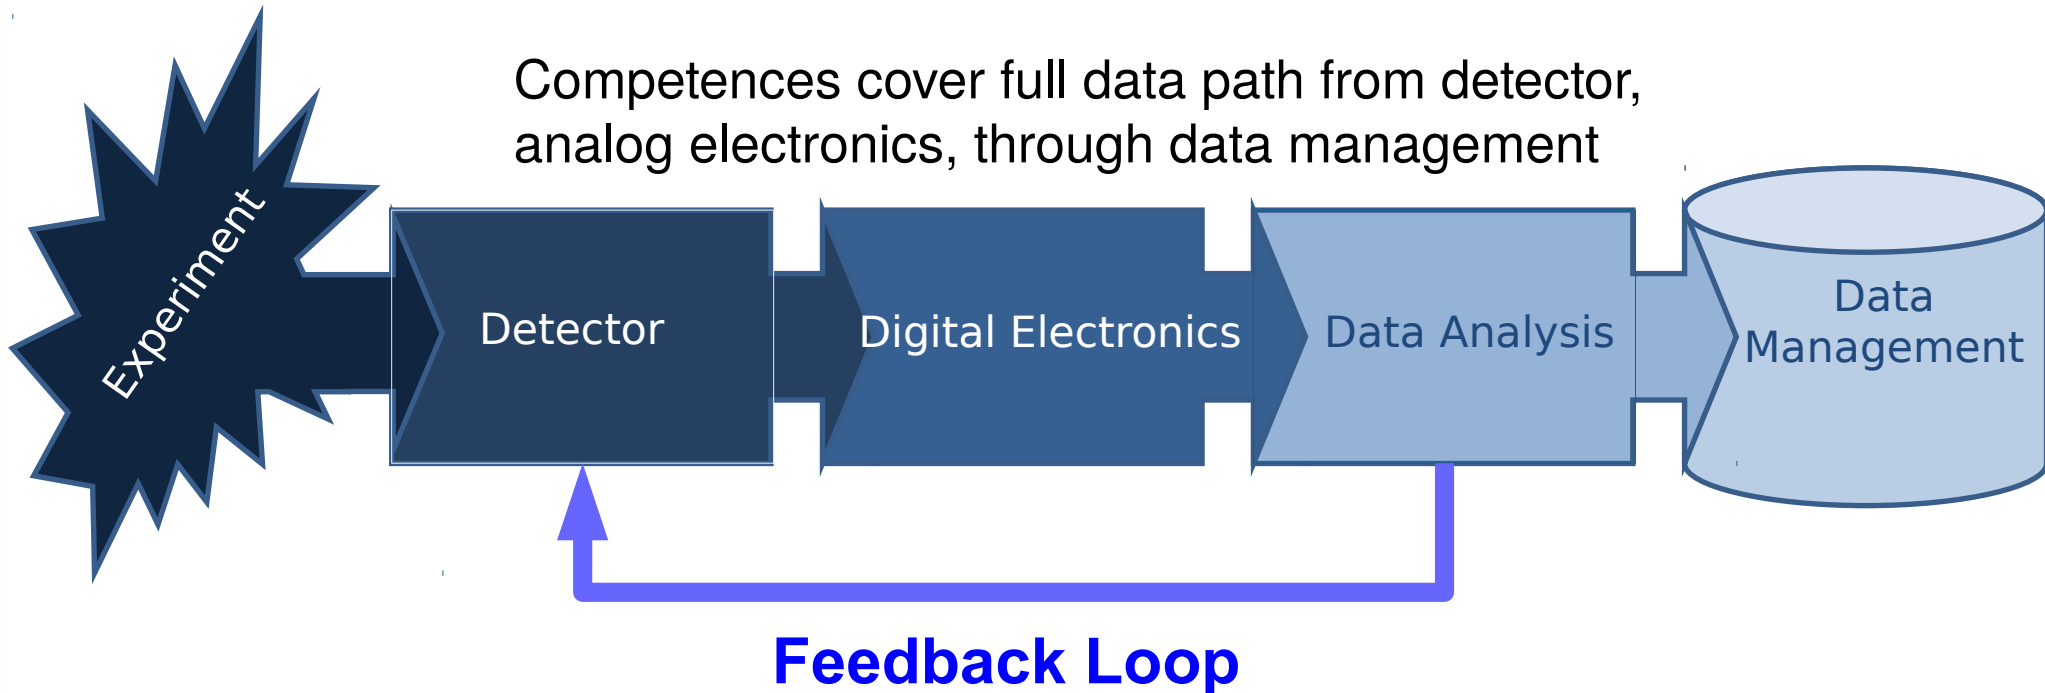 Competences cover full data path from detector,
analog electronics, through data management
Experiment
Detector
Digital Electronics
Data Analysis
Data
Management
Feedback Loop